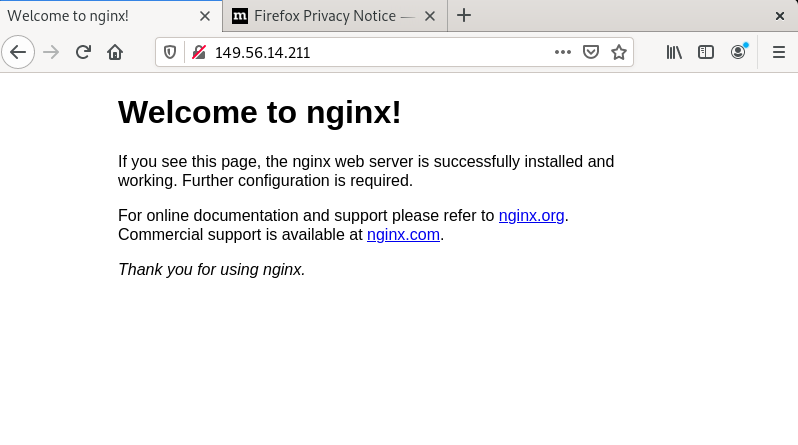 Welcome to nginx!
Firefox Privacy Notice —
149.56.14.211
Welcome to nginx!
If you see this page, the nginx web server is successfully installed and
working. Further configuration is required.
For online documentation and support please refer to nginx.org.
Commercial support is available at nginx.com.
Thank you for using nginx.